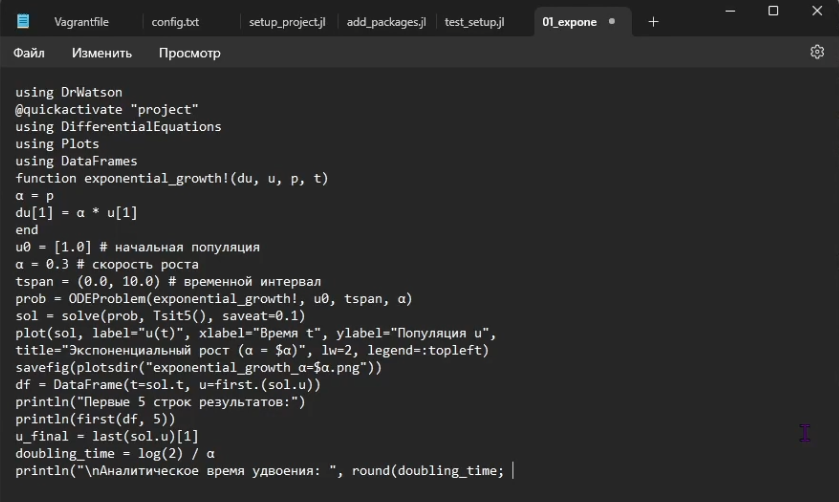 Vagrantfile config.txt setup_project.jl add_packages.jl test_setup.jl 01_expone
Файл Изменить Просмотр
using DrWatson
@quickactivate "project"
using DifferentialEquations
using Plots
using DataFrames
function exponential_growth!(du, u, p, t)
α = p
du[1] = α * u[1]
end
u0 = [1.0] # начальная популяция
α = 0.3 # скорость роста
tspan = (0.0, 10.0) # временной интервал
prob = ODEProblem(exponential_growth!, u0, tspan, α)
sol = solve(prob, Tsit5(), saveat=0.1)
plot(sol, label="u(t)", xlabel="Время t", ylabel="Популяция u",
title="Экспоненциальный рост (α = $α)", lw=2, legend=:topleft)
savefig(plotsdir("exponential_growth_α=$α.png"))
df = DataFrame(t=sol.t, u=first.(sol.u))
println("Первые 5 строк результатов:")
println(first(df, 5))
u_final = last(sol.u)[1]
doubling_time = log(2) / α
println("\nАналитическое время удвоения: ", round(doubling_time;